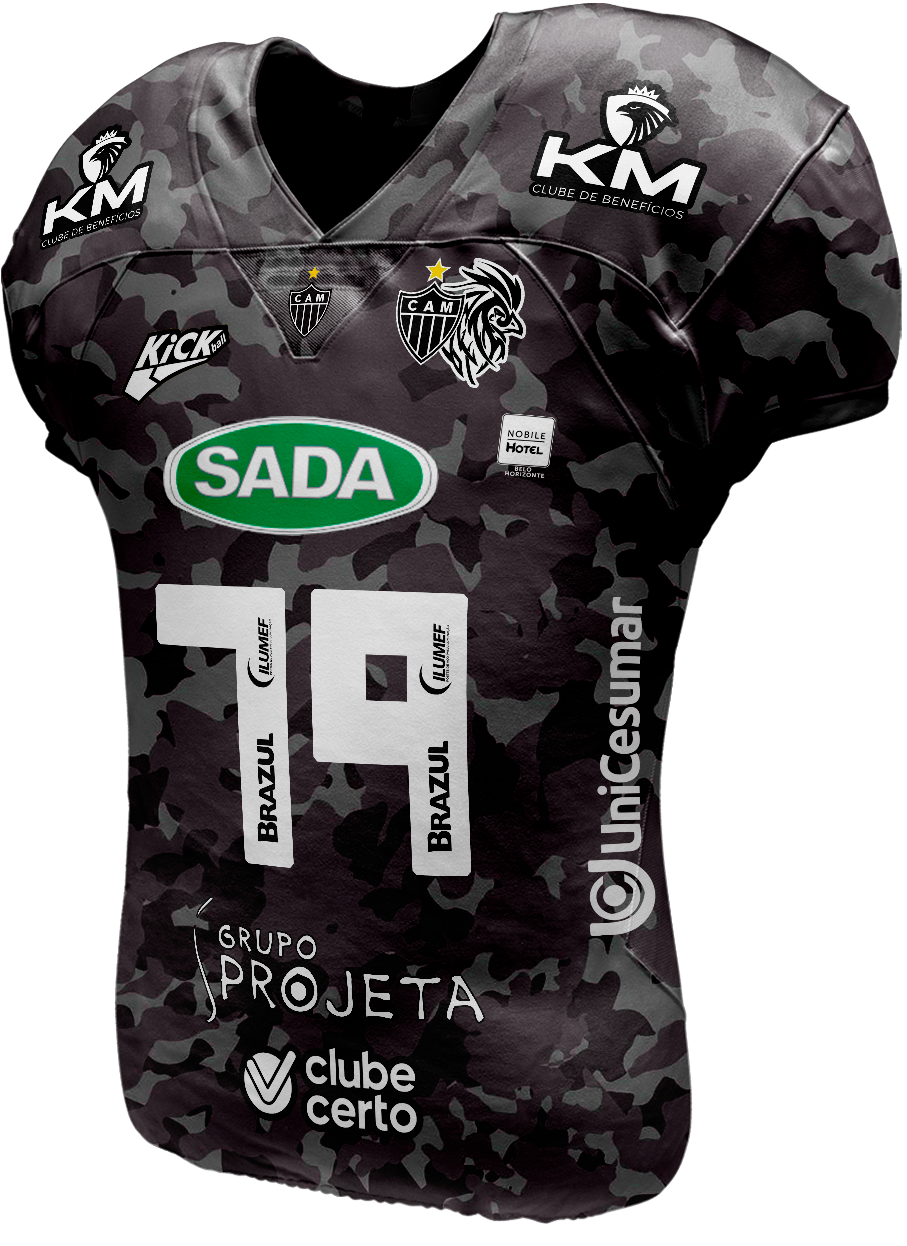 KM
CLUBE DE BENEFÍCIOS
KM
CLUBE DE BENEFÍCIOS
CAM
CAM
KiCK
ball
SADA
NOBILE
HOTEL
BELO
HORIZONTE
79
ILUMEF
ILUMEF
BRAZUL
BRAZUL
UniCesumar
GRUPO
PROJETA
clube
certo